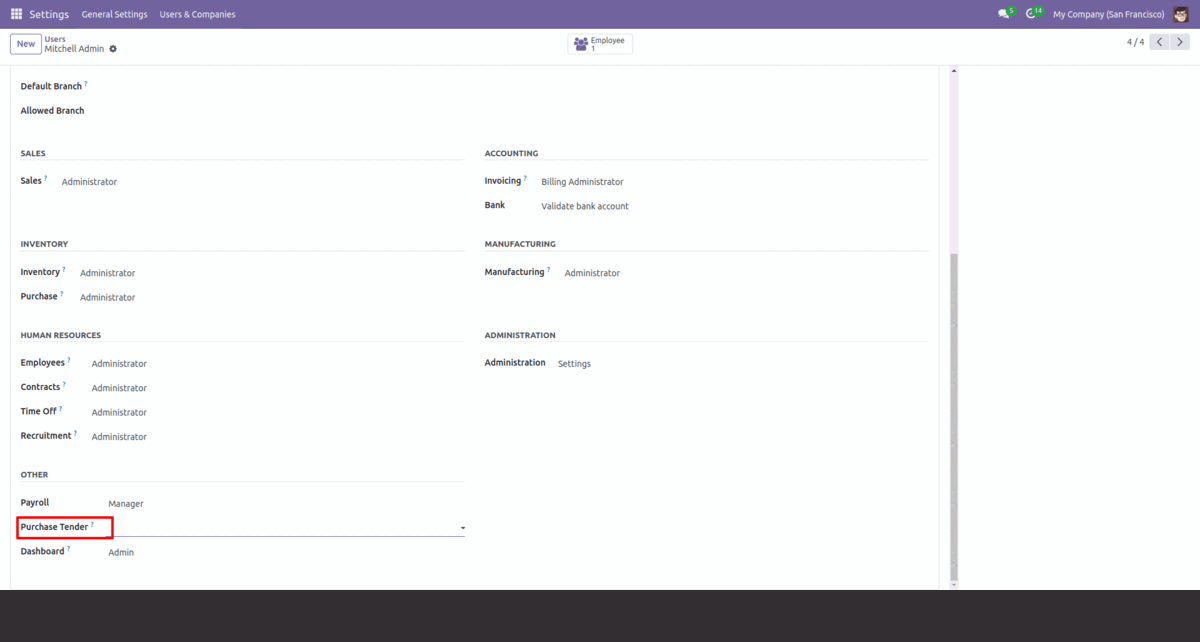 Settings General Settings Users & Companies 5 14 My Company (San Francisco)
New Users Employee 4 / 4
Mitchell Admin 1
Default Branch ?
Allowed Branch
SALES ACCOUNTING
Sales ? Administrator Invoicing ? Billing Administrator
Bank Validate bank account
INVENTORY MANUFACTURING
Inventory ? Administrator Manufacturing ? Administrator
Purchase ? Administrator
HUMAN RESOURCES ADMINISTRATION
Employees ? Administrator Administration Settings
Contracts ? Administrator
Time Off ? Administrator
Recruitment ? Administrator
OTHER
Payroll Manager
Purchase Tender ?
Dashboard ? Admin